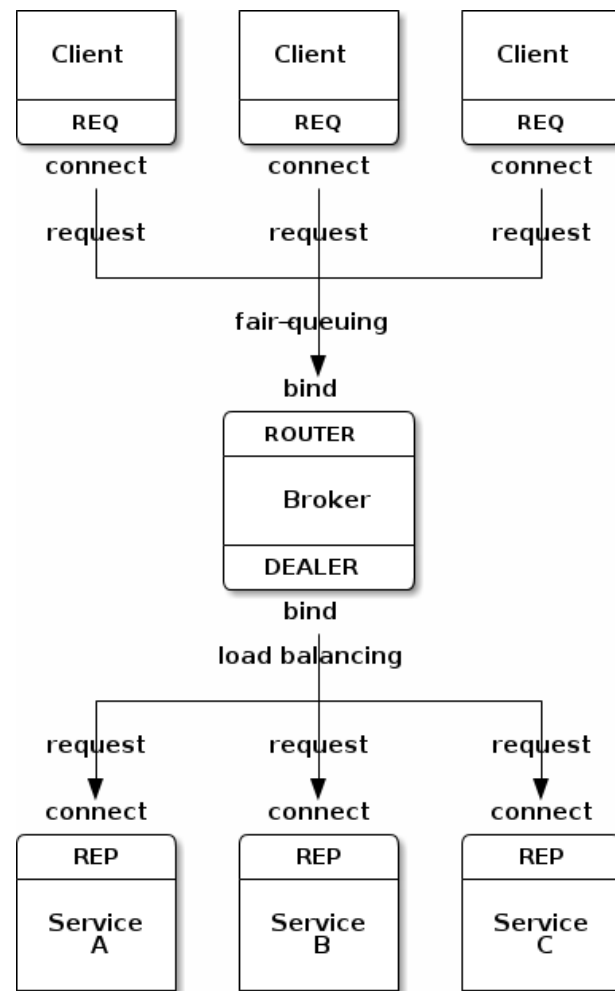 Client Client Client
REQ REQ REQ
connect connect connect
request request request
fair-queuing
bind
ROUTER
Broker
DEALER
bind
load balancing
request request request
connect connect connect
REP REP REP
Service Service Service
A B C